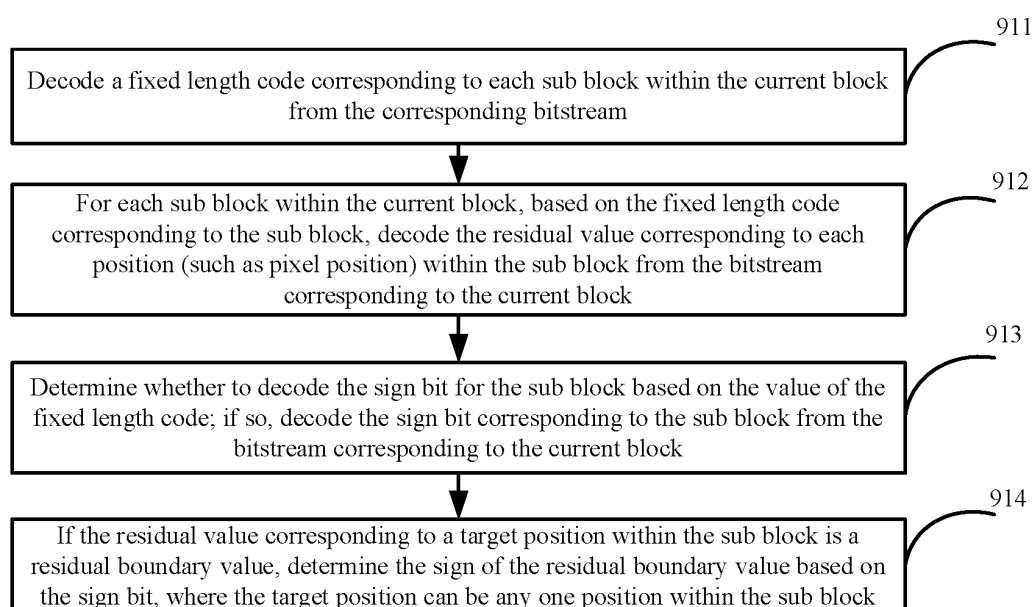 911
Decode a fixed length code corresponding to each sub block within the current block
from the corresponding bitstream
912
For each sub block within the current block, based on the fixed length code
corresponding to the sub block, decode the residual value corresponding to each
position (such as pixel position) within the sub block from the bitstream
corresponding to the current block
913
Determine whether to decode the sign bit for the sub block based on the value of the
fixed length code; if so, decode the sign bit corresponding to the sub block from the
bitstream corresponding to the current block
914
If the residual value corresponding to a target position within the sub block is a
residual boundary value, determine the sign of the residual boundary value based on
the sign bit, where the target position can be any one position within the sub block